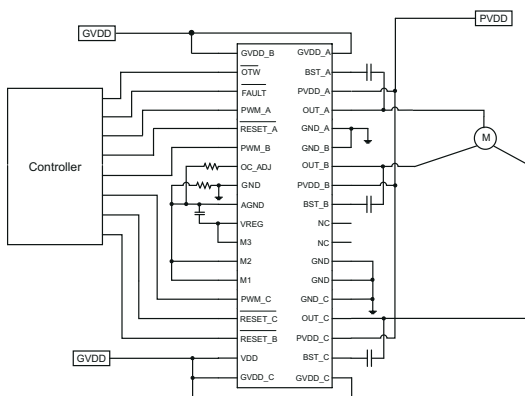 GVDD
PVDD
GVDD_B
GVDD_A
OTW
BST_A
FAULT
PVDD_A
PWM_A
OUT_A
RESET_A
GND_A
PWM_B
GND_B
OC_ADJ
OUT_B
GND
PVDD_B
AGND
BST_B
VREG
NC
M3
NC
M2
GND
M1
GND
PWM_C
GND_C
RESET_C
OUT_C
RESET_B
PVDD_C
VDD
BST_C
GVDD_C
GVDD_C
Controller
M
GVDD